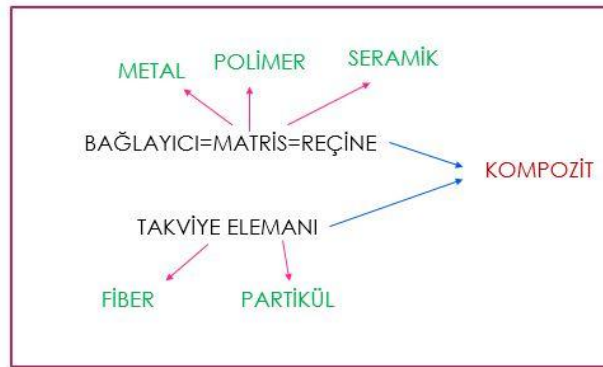 METAL
POLİMER
SERAMİK
BAĞLAYICI=MATRİS=REÇİNE
KOMPOZİT
TAKVİYE ELEMANI
FİBER
PARTİKÜL